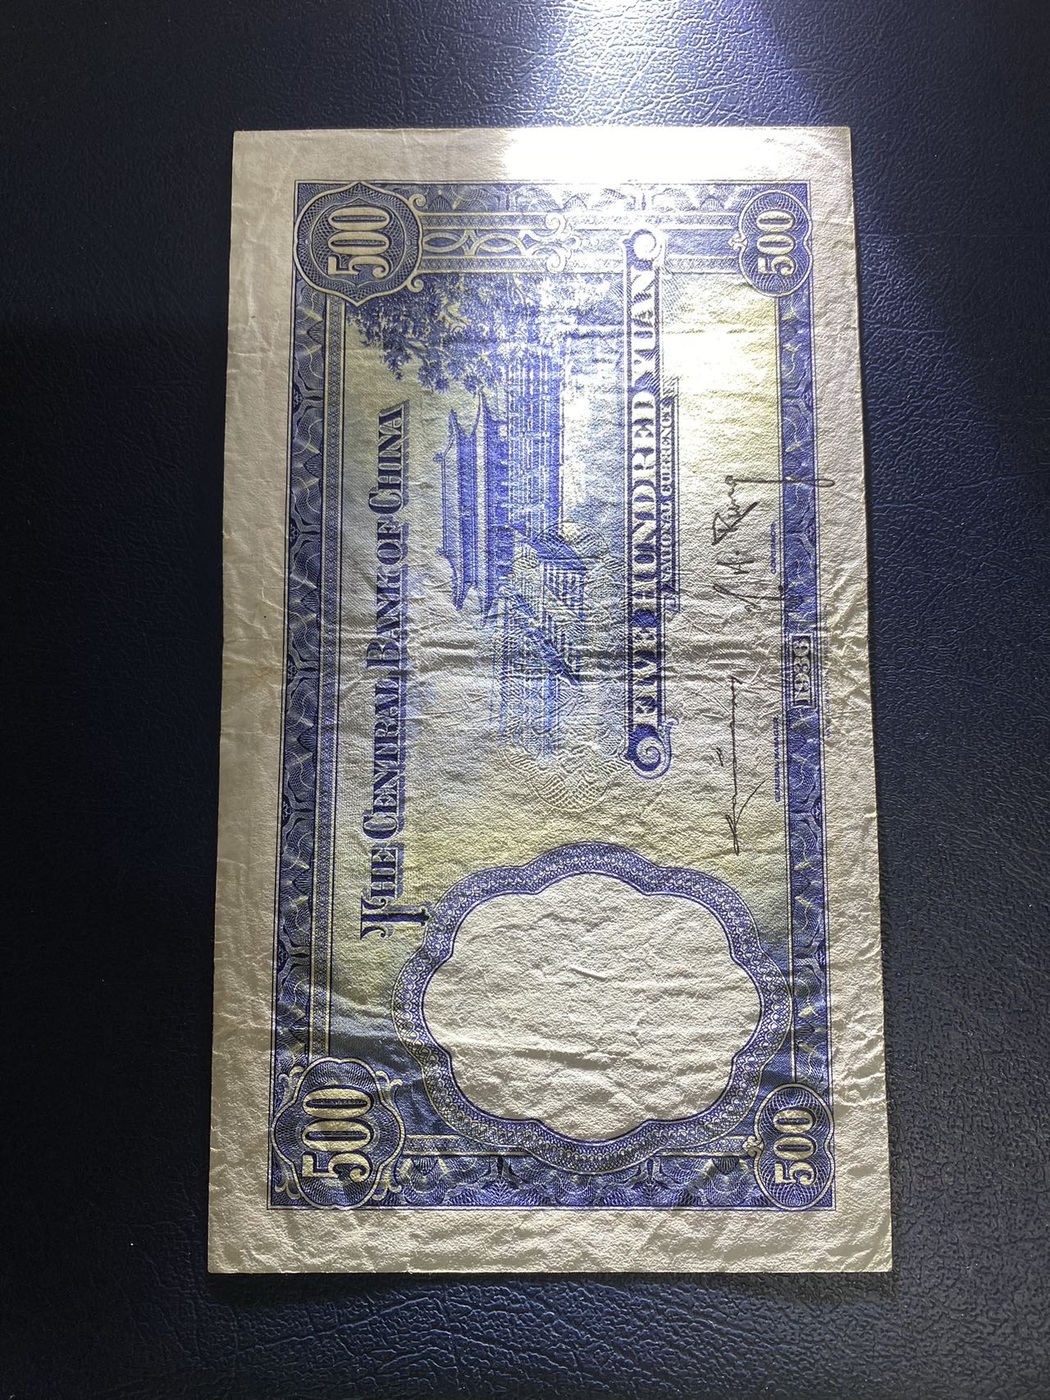 500
500
THE CENTRAL BANK OF CHINA
FIVE HUNDRED YUAN
NATIONAL CURRENCY
1936
500
500